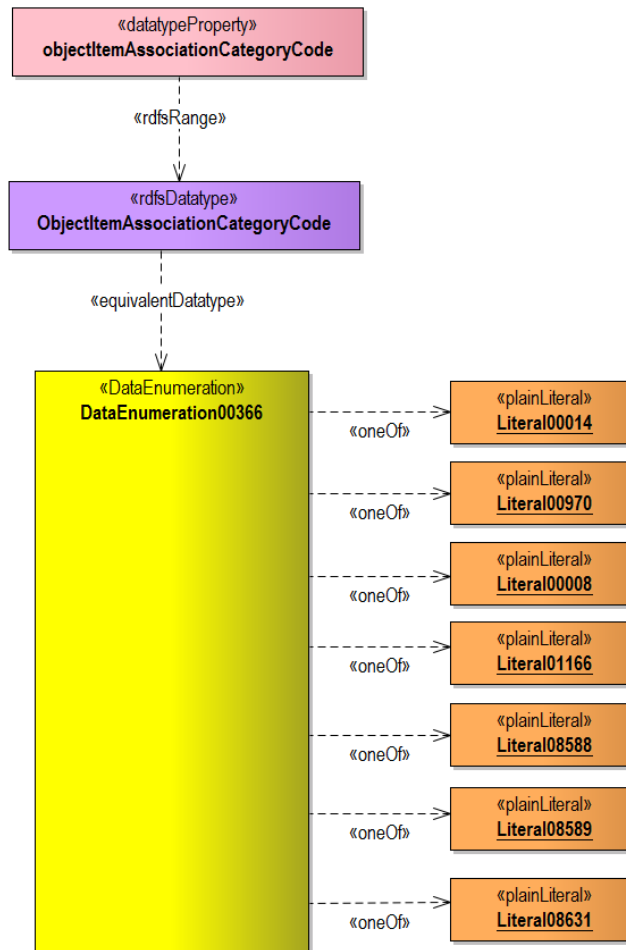 «datatypeProperty»
objectItemAssociationCategoryCode
«rdfsRange»
«rdfsDatatype»
ObjectItemAssociationCategoryCode
«equivalentDatatype»
«DataEnumeration»
DataEnumeration00366
«plainLiteral»
Literal00014
«oneOf»
«plainLiteral»
Literal00970
«oneOf»
«plainLiteral»
Literal00008
«oneOf»
«plainLiteral»
Literal01166
«oneOf»
«plainLiteral»
Literal08588
«oneOf»
«plainLiteral»
Literal08589
«oneOf»
«plainLiteral»
Literal08631
«oneOf»